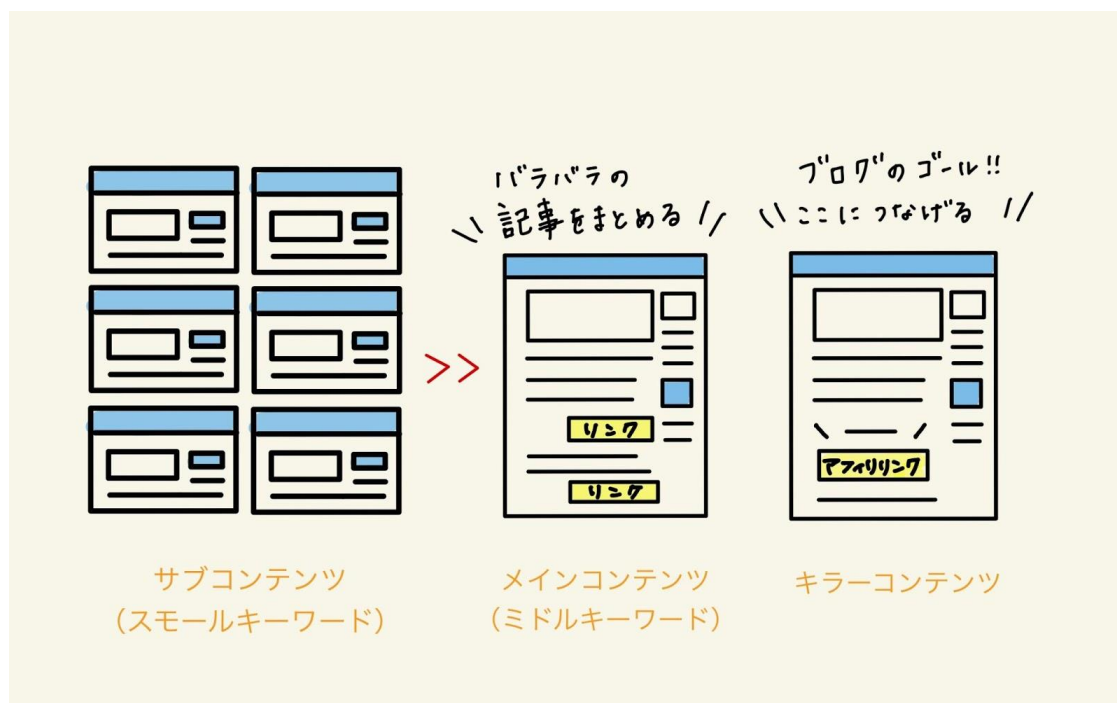 バラバラの
記事をまとめる
ブログのゴール!!
ここにつなげる
>>
リンク
リンク
アフィリリンク
サブコンテンツ
(スモールキーワード)
メインコンテンツ
(ミドルキーワード)
キラーコンテンツ